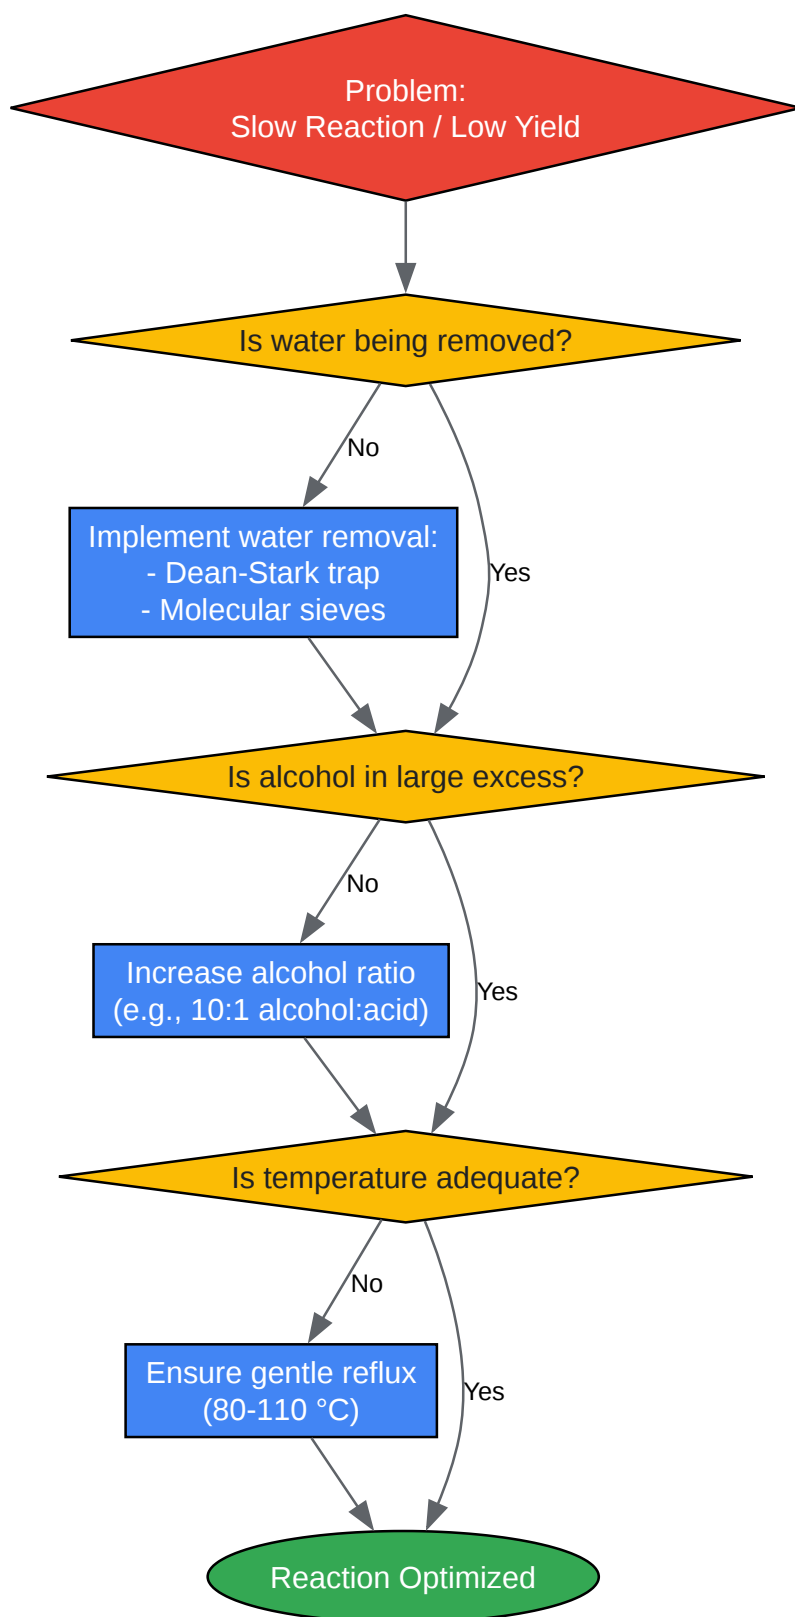 Problem:
Slow Reaction / Low Yield
Is water being removed?
No
Implement water removal:
- Dean-Stark trap
- Molecular sieves
Yes
Is alcohol in large excess?
No
Increase alcohol ratio
(e.g., 10:1 alcohol:acid)
Yes
Is temperature adequate?
No
Ensure gentle reflux
(80-110 °C)
Yes
Reaction Optimized